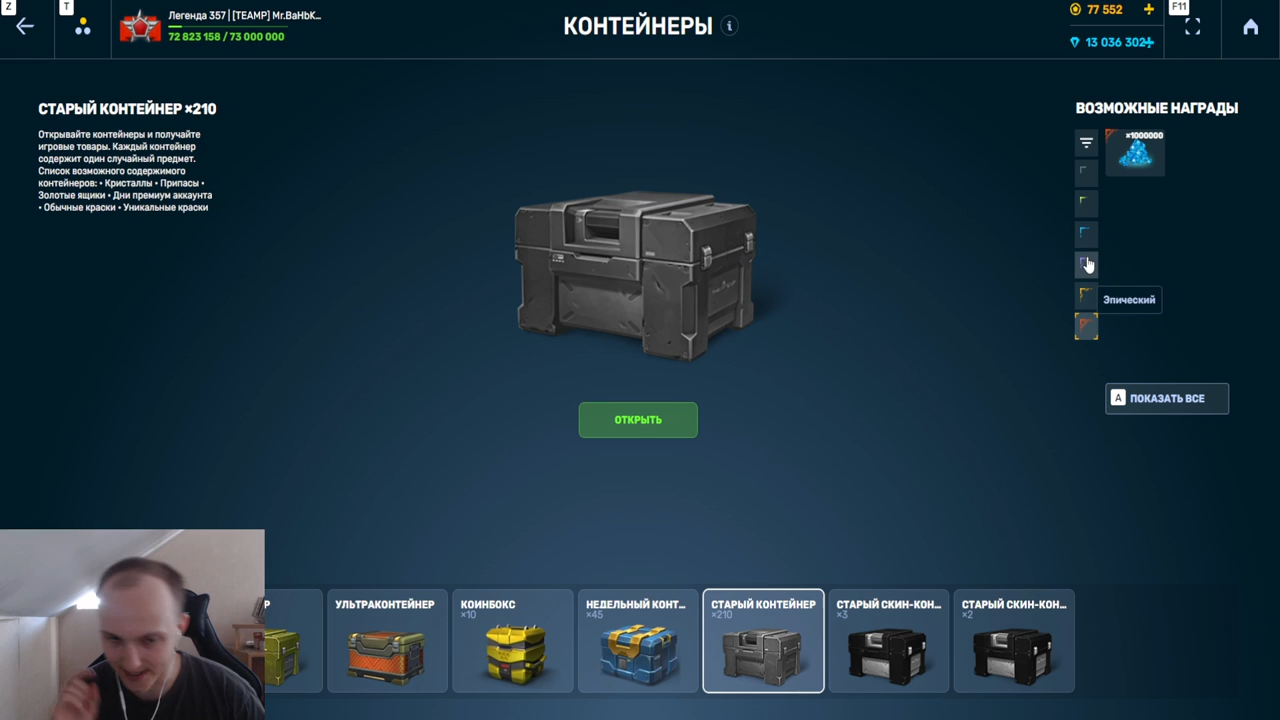 Z
T
Легенда 357 | [TEAMP] Mr.BaHbK...
72 823 158 / 73 000 000
КОНТЕЙНЕРЫ
77 552
F11
13 036 302
СТАРЫЙ КОНТЕЙНЕР ×210
Открывайте контейнеры и получайте
игровые товары. Каждый контейнер
содержит один случайный предмет.
Список возможного содержимого
контейнеров: • Кристаллы • Припасы •
Золотые ящики • Дни премиум аккаунта
• Обычные краски • Уникальные краски
ВОЗМОЖНЫЕ НАГРАДЫ
×1000000
Эпический
A ПОКАЗАТЬ ВСЕ
ОТКРЫТЬ
Р
УЛЬТРАКОНТЕЙНЕР
КОИНБОКС
×10
НЕДЕЛЬНЫЙ КОНТ...
×45
СТАРЫЙ КОНТЕЙНЕР
×210
СТАРЫЙ СКИН-КОН...
×3
СТАРЫЙ СКИН-КОН...
×2